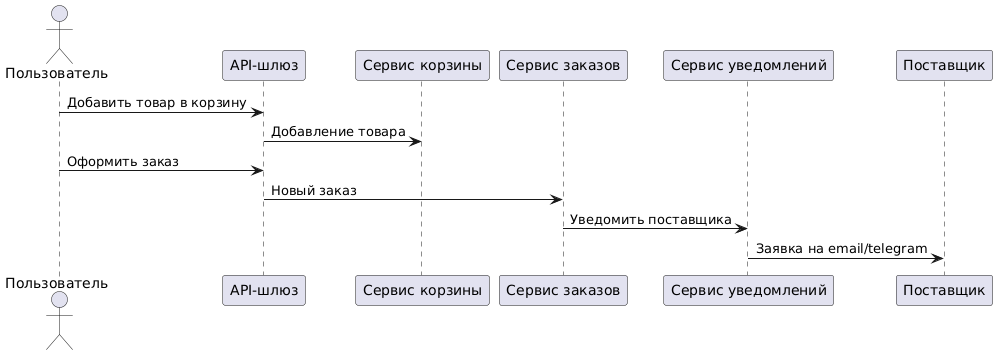 Пользователь
API-шлюз
Сервис корзины
Сервис заказов
Сервис уведомлений
Поставщик
Добавить товар в корзину
Добавление товара
Оформить заказ
Новый заказ
Уведомить поставщика
Заявка на email/telegram
Пользователь
API-шлюз
Сервис корзины
Сервис заказов
Сервис уведомлений
Поставщик